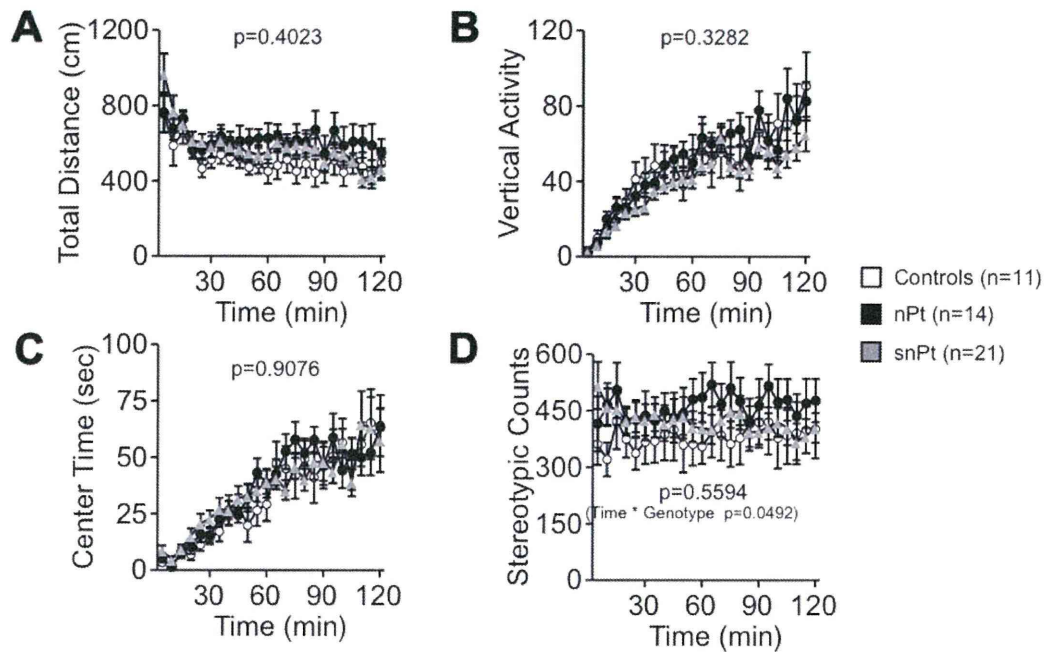 A
Total Distance (cm)
1200
800
400
0
p=0.4023
30 60 90 120
Time (min)
B
Vertical Activity
120
80
40
0
p=0.3282
30 60 90 120
Time (min)
Controls (n=11)
nPt (n=14)
snPt (n=21)
C
Center Time (sec)
100
75
50
25
0
p=0.9076
30 60 90 120
Time (min)
D
Stereotypic Counts
600
450
300
150
0
p=0.5594
(Time * Genotype p=0.0492)
30 60 90 120
Time (min)